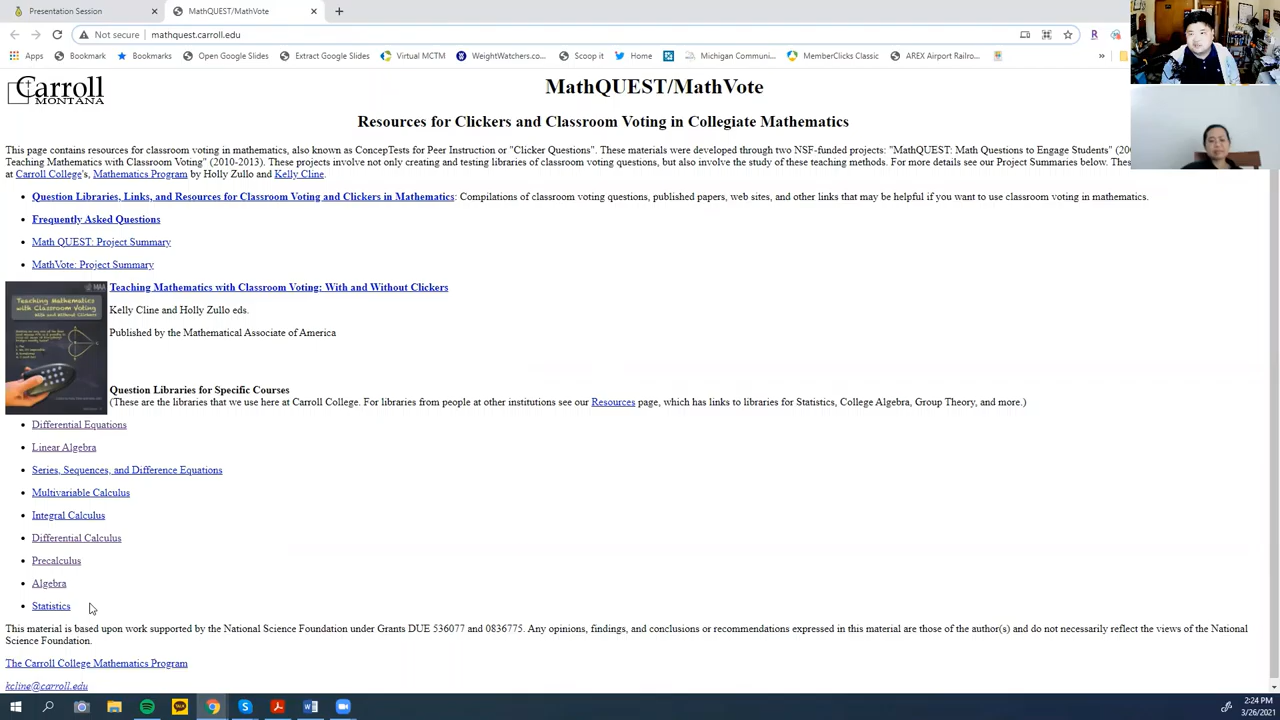 Presentation Session
MathQUEST/MathVote
Not secure | mathquest.carroll.edu
Apps Bookmark Bookmarks Open Google Slides Extract Google Slides Virtual MCTM WeightWatchers.com... Scoop it Home Michigan Communi... MemberClicks Classic AREX Airport Railro... »
Carroll
MONTANA
MathQUEST/MathVote
Resources for Clickers and Classroom Voting in Collegiate Mathematics
This page contains resources for classroom voting in mathematics, also known as ConcepTests for Peer Instruction or "Clicker Questions". These materials were developed through two NSF-funded projects: "MathQUEST: Math Questions to Engage Students" (20
Teaching Mathematics with Classroom Voting" (2010-2013). These projects involve not only creating and testing libraries of classroom voting questions, but also involve the study of these teaching methods. For more details see our Project Summaries below. These
at Carroll College's, Mathematics Program by Holly Zullo and Kelly Cline.
• Question Libraries, Links, and Resources for Classroom Voting and Clickers in Mathematics: Compilations of classroom voting questions, published papers, web sites, and other links that may be helpful if you want to use classroom voting in mathematics.
• Frequently Asked Questions
• Math QUEST: Project Summary
• MathVote: Project Summary
MAA
Teaching Mathematics
with Classroom Voting
With and Without Clickers
Teaching Mathematics with Classroom Voting: With and Without Clickers
Kelly Cline and Holly Zullo eds.
Published by the Mathematical Associate of America
Question Libraries for Specific Courses
(These are the libraries that we use here at Carroll College. For libraries from people at other institutions see our Resources page, which has links to libraries for Statistics, College Algebra, Group Theory, and more.)
• Differential Equations
• Linear Algebra
• Series, Sequences, and Difference Equations
• Multivariable Calculus
• Integral Calculus
• Differential Calculus
• Precalculus
• Algebra
• Statistics
This material is based upon work supported by the National Science Foundation under Grants DUE 536077 and 0836775. Any opinions, findings, and conclusions or recommendations expressed in this material are those of the author(s) and do not necessarily reflect the views of the National
Science Foundation.
The Carroll College Mathematics Program
kcline@carroll.edu
2:24 PM
3/26/2021